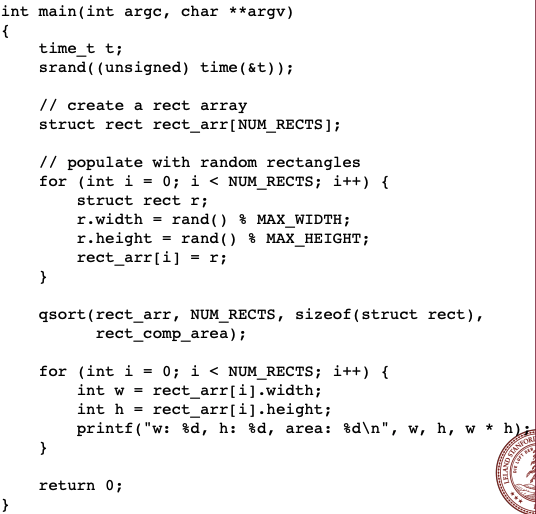 int main(int argc, char **argv)
{
    time_t t;
    srand((unsigned) time(&t));

    // create a rect array
    struct rect rect_arr[NUM_RECTS];

    // populate with random rectangles
    for (int i = 0; i < NUM_RECTS; i++) {
        struct rect r;
        r.width = rand() % MAX_WIDTH;
        r.height = rand() % MAX_HEIGHT;
        rect_arr[i] = r;
    }

    qsort(rect_arr, NUM_RECTS, sizeof(struct rect),
          rect_comp_area);

    for (int i = 0; i < NUM_RECTS; i++) {
        int w = rect_arr[i].width;
        int h = rect_arr[i].height;
        printf("w: %d, h: %d, area: %d\n", w, h, w * h);
    }

    return 0;
}
LELAND STANFORD